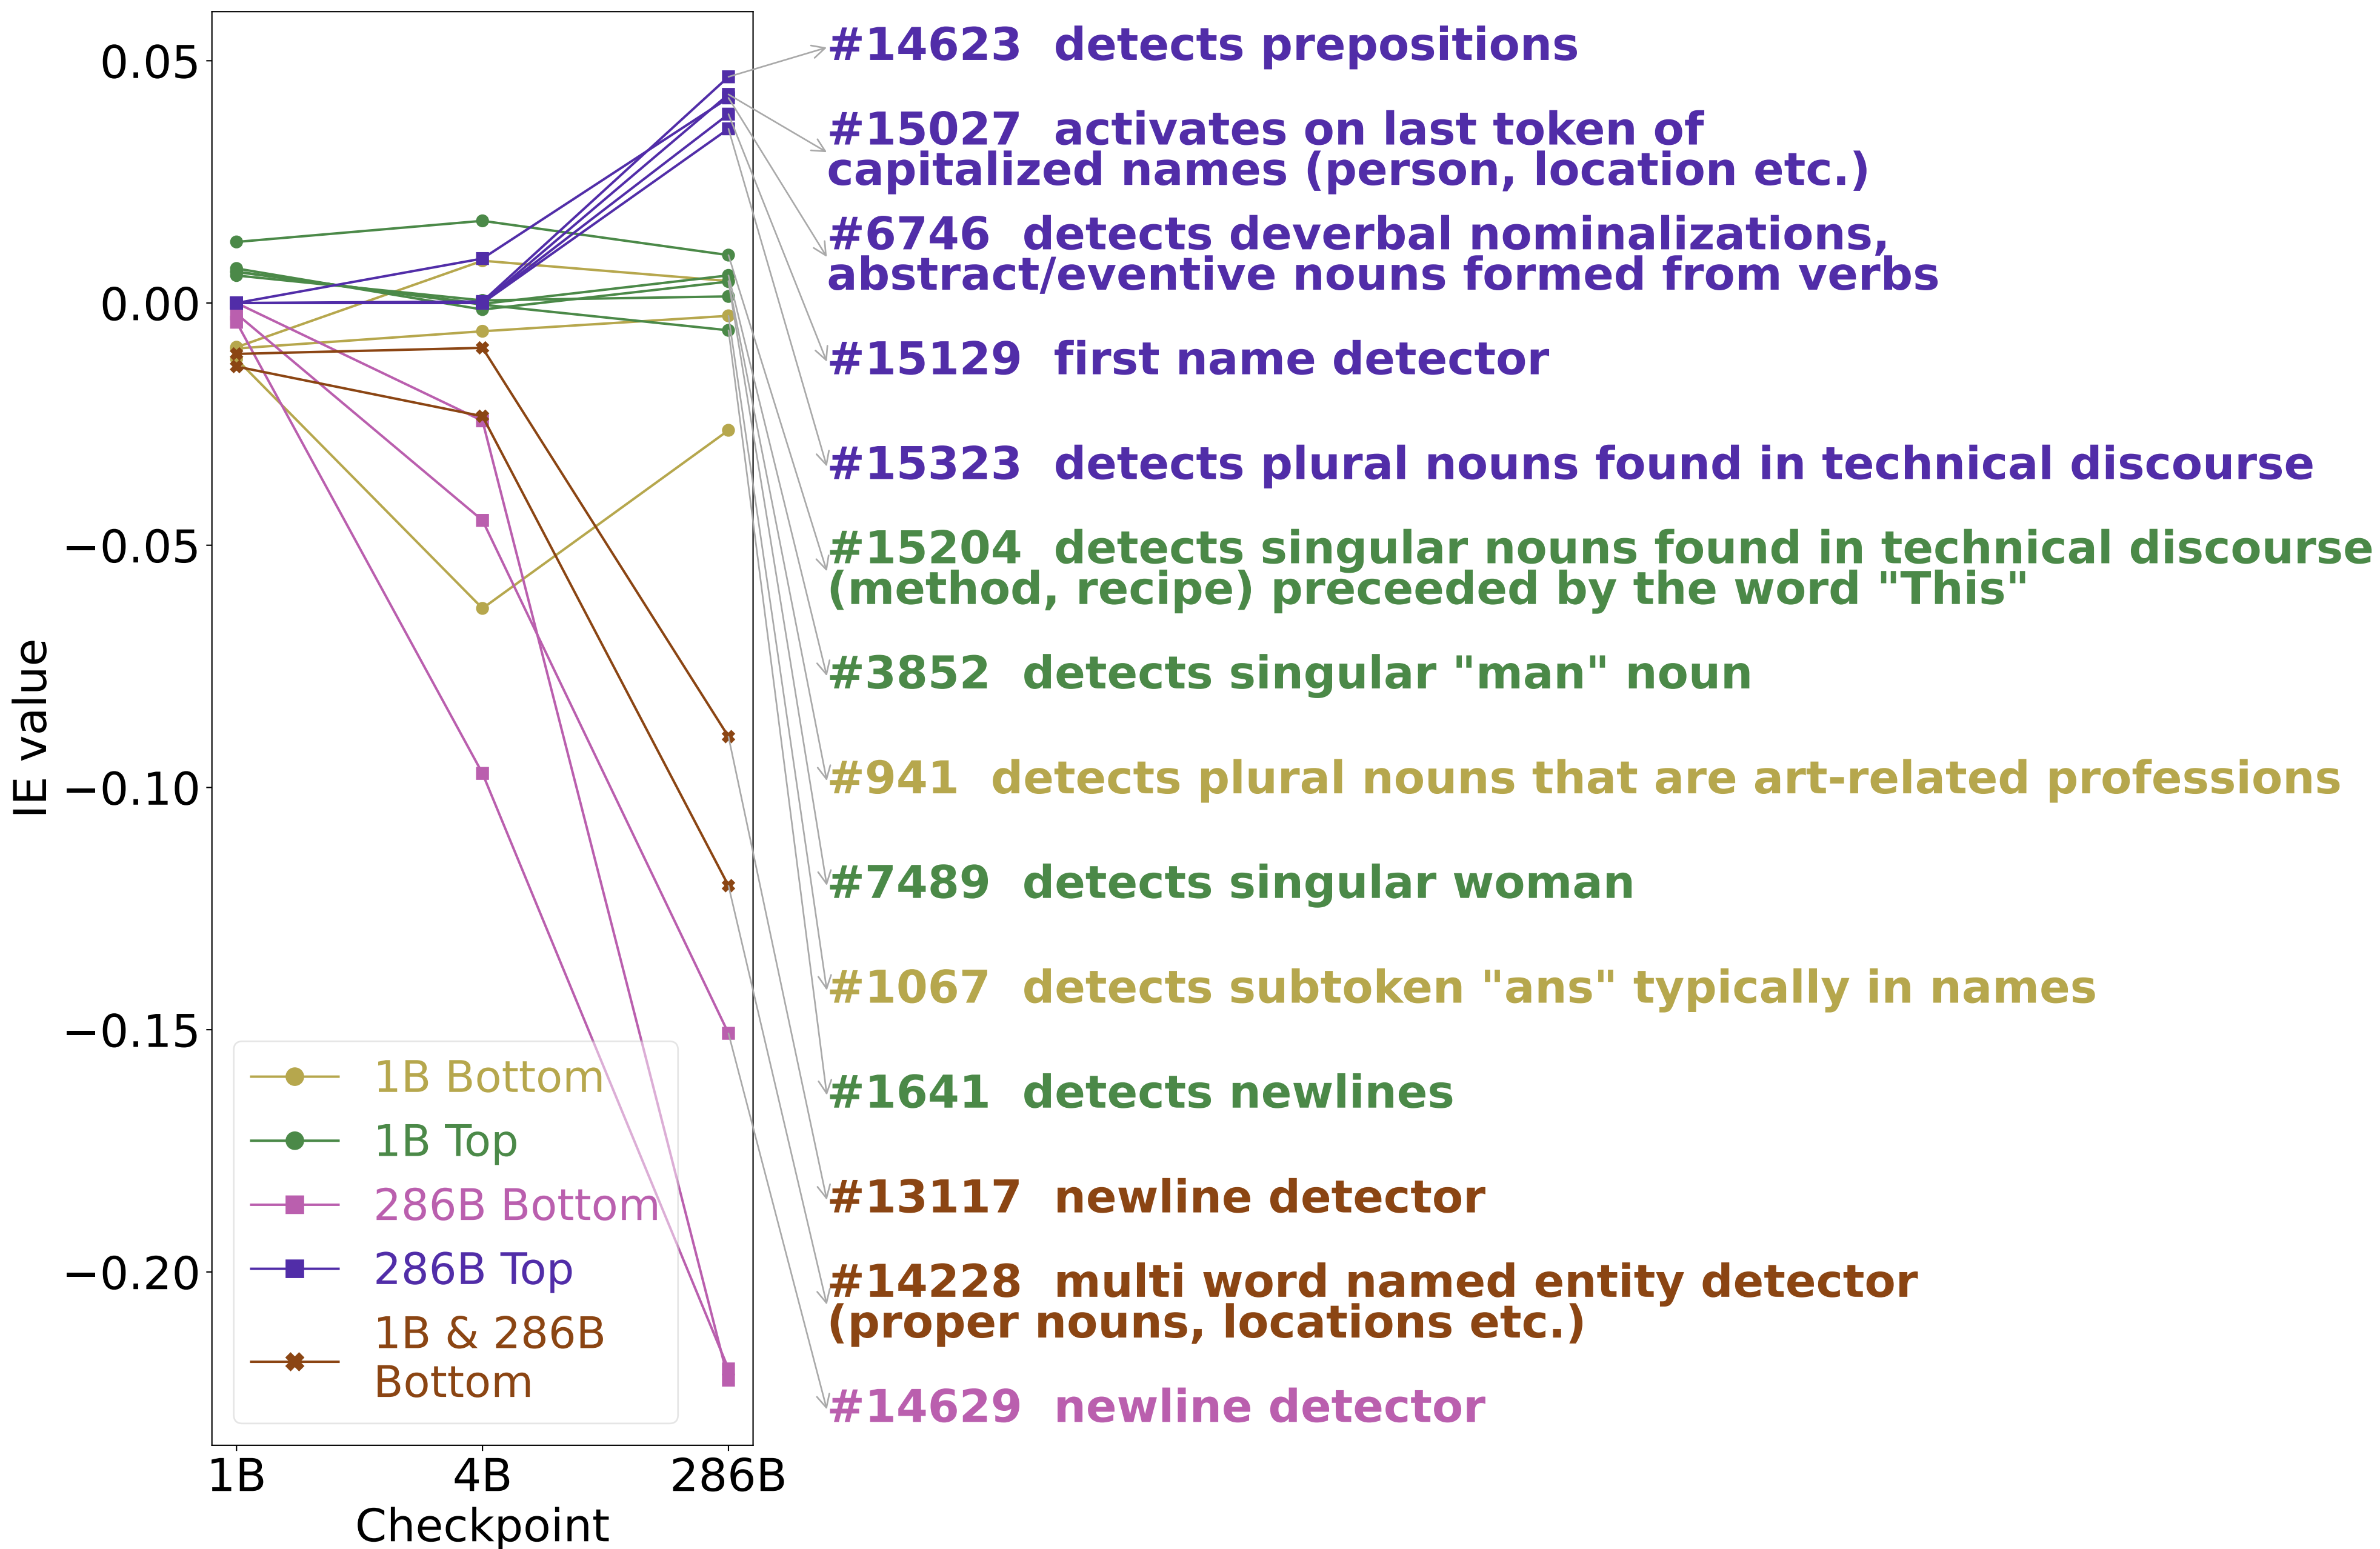 0.05
0.00
−0.05
−0.10
−0.15
−0.20
IE value
1B
4B
286B
Checkpoint
1B Bottom
1B Top
286B Bottom
286B Top
1B & 286B
Bottom
#14623 detects prepositions
#15027 activates on last token of
capitalized names (person, location etc.)
#6746 detects deverbal nominalizations,
abstract/eventive nouns formed from verbs
#15129 first name detector
#15323 detects plural nouns found in technical discourse
#15204 detects singular nouns found in technical discourse
(method, recipe) preceeded by the word "This"
#3852 detects singular "man" noun
#941 detects plural nouns that are art-related professions
#7489 detects singular woman
#1067 detects subtoken "ans" typically in names
#1641 detects newlines
#13117 newline detector
#14228 multi word named entity detector
(proper nouns, locations etc.)
#14629 newline detector